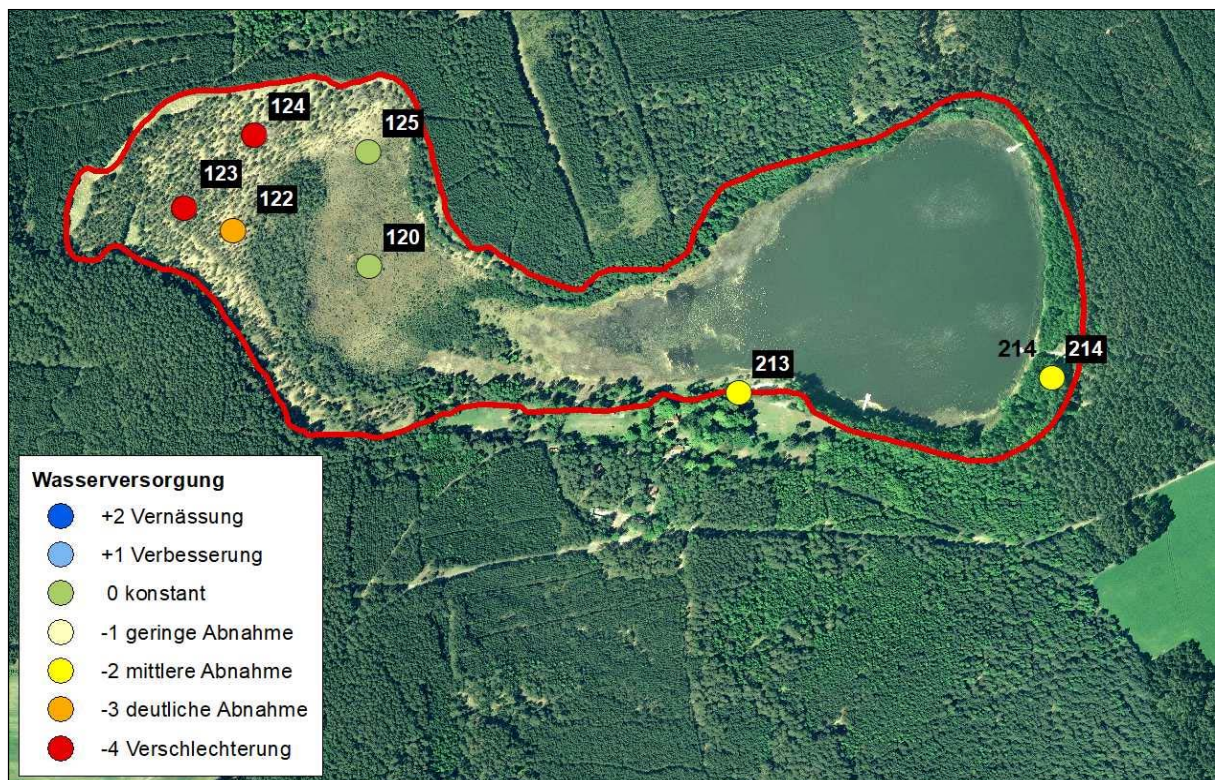 124
125
123
122
120
213
214 214
Wasserversorgung
+2 Vernässung
+1 Verbesserung
0 konstant
-1 geringe Abnahme
-2 mittlere Abnahme
-3 deutliche Abnahme
-4 Verschlechterung